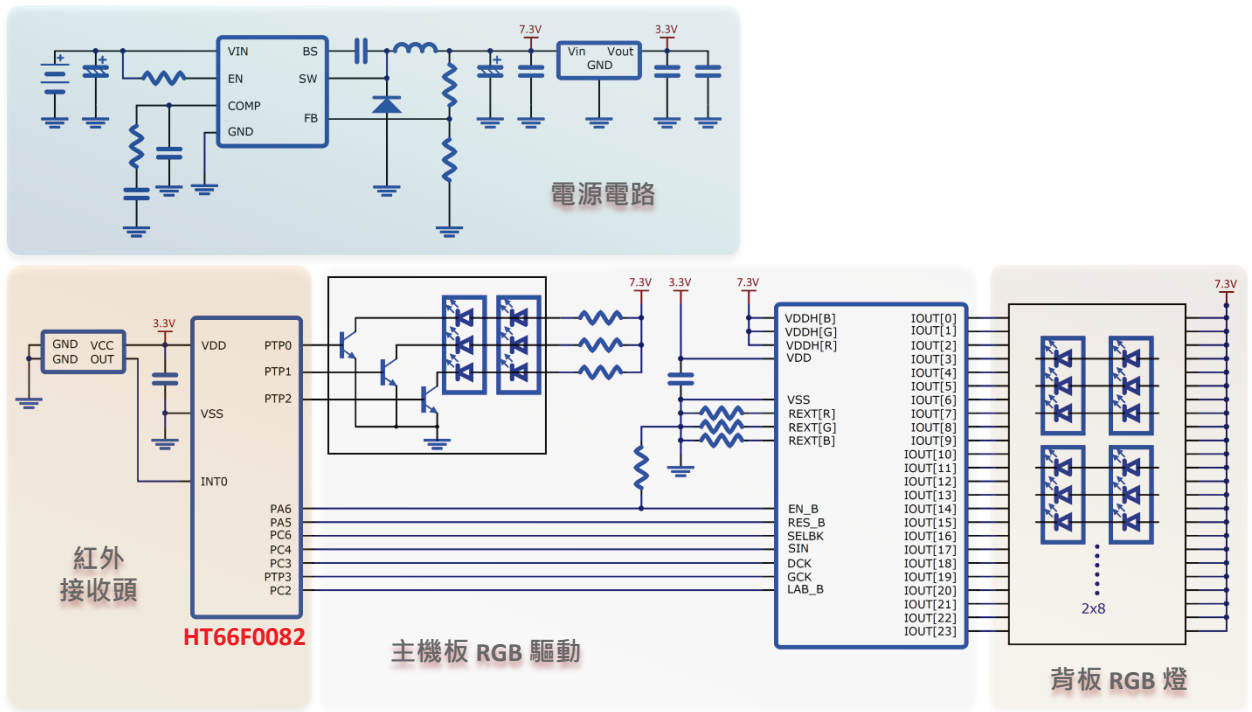 7.3V
3.3V
VIN
BS
Vin
Vout
GND
EN
SW
COMP
FB
GND
電源電路
7.3V
3.3V
7.3V
7.3V
3.3V
GND
VCC
GND
OUT
VDD
PTP0
PTP1
PTP2
VSS
INT0
PA6
PA5
PC6
PC4
PC3
PTP3
PC2
紅外
接收頭
HT66F0082
主機板 RGB 驅動
VDDH[B]
VDDH[G]
VDDH[R]
VDD
VSS
REXT[R]
REXT[G]
REXT[B]
EN_B
RES_B
SELBK
SIN
DCK
GCK
LAB_B
IOUT[0]
IOUT[1]
IOUT[2]
IOUT[3]
IOUT[4]
IOUT[5]
IOUT[6]
IOUT[7]
IOUT[8]
IOUT[9]
IOUT[10]
IOUT[11]
IOUT[12]
IOUT[13]
IOUT[14]
IOUT[15]
IOUT[16]
IOUT[17]
IOUT[18]
IOUT[19]
IOUT[20]
IOUT[21]
IOUT[22]
IOUT[23]
2x8
背板 RGB 燈